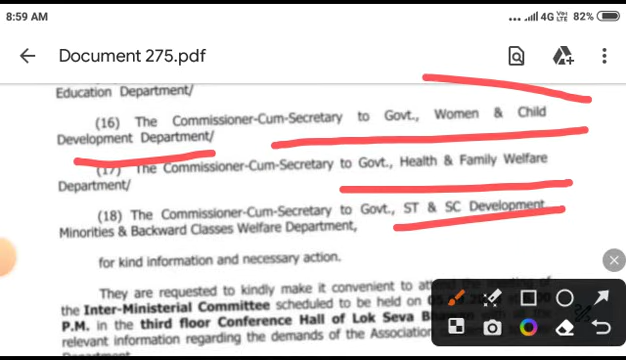 8:59 AM
4G Vo LTE 82%
Document 275.pdf
Education Department/
(16) The Commissioner-Cum-Secretary to Govt., Women & Child
Development Department/
(17) The Commissioner-Cum-Secretary to Govt., Health & Family Welfare
Department/
(18) The Commissioner-Cum-Secretary to Govt., ST & SC Development
Minorities & Backward Classes Welfare Department,
for kind information and necessary action.
They are requested to kindly make it convenient to
the Inter-Ministerial Committee scheduled to be held on
P.M. in the third floor Conference Hall of Lok Seva
relevant information regarding the demands of the Association